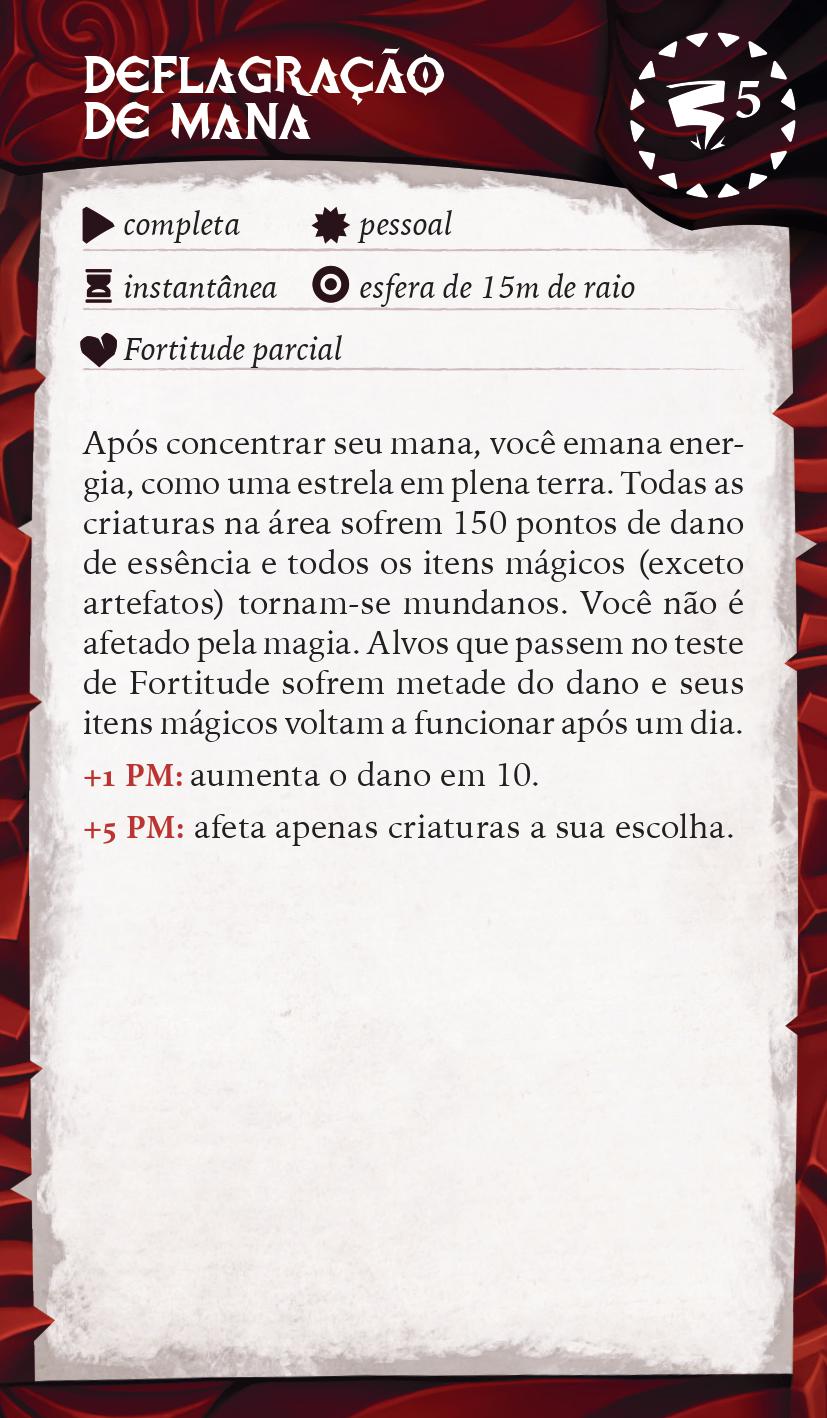 DEFLAGRAÇÃO
DE MANA
5
completa pessoal
instantânea esfera de 15m de raio
Fortitude parcial
Após concentrar seu mana, você emana ener-
gia, como uma estrela em plena terra. Todas as
criaturas na área sofrem 150 pontos de dano
de essência e todos os itens mágicos (exceto
artefatos) tornam-se mundanos. Você não é
afetado pela magia. Alvos que passem no teste
de Fortitude sofrem metade do dano e seus
itens mágicos voltam a funcionar após um dia.
+1 PM: aumenta o dano em 10.
+5 PM: afeta apenas criaturas a sua escolha.